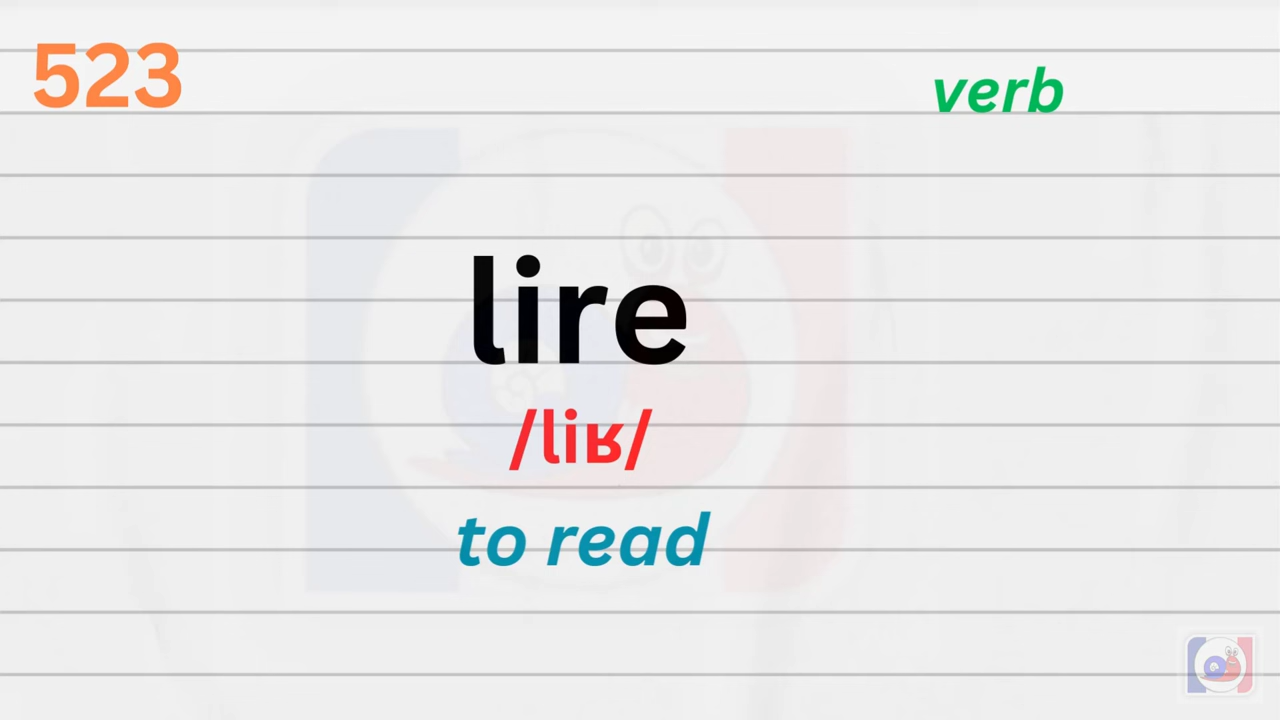 523
verb
lire
/liʁ/
to read